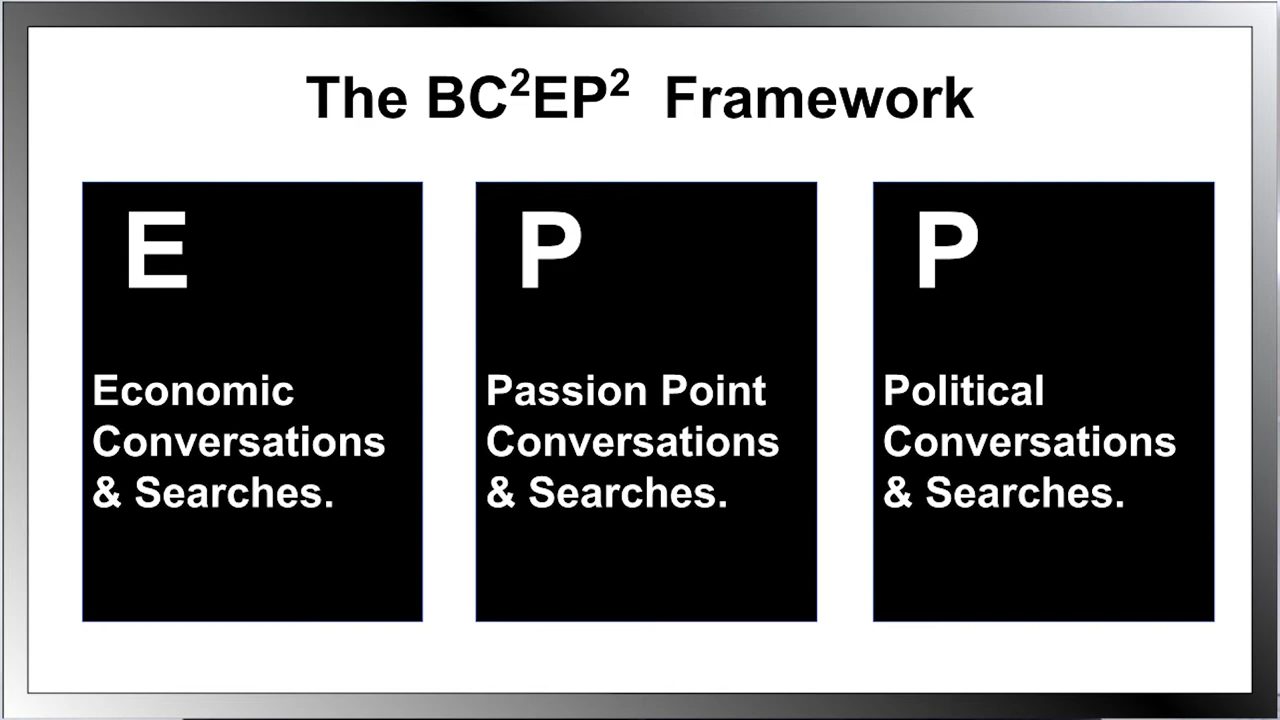 The BC²EP² Framework
E
Economic
Conversations
& Searches.
P
Passion Point
Conversations
& Searches.
P
Political
Conversations
& Searches.